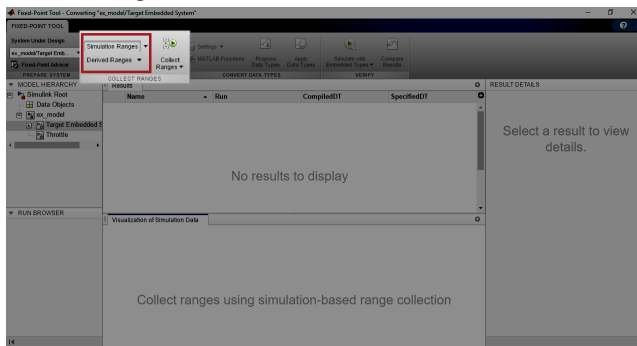 Fixed-Point Tool - Converting "ex_model/Target Embedded System"
FIXED-POINT TOOL
System Under Design
ex_model/Target Emb...
Fixed-Point Advisor
PREPARE SYSTEM
Simulation Ranges
Derived Ranges
Collect
Ranges
COLLECT RANGES
Settings
MATLAB Functions
Propose
Data Types
Apply
Data Types
CONVERT DATA TYPES
Simulate with
Embedded Types
Compare
Results
VERIFY
MODEL HIERARCHY
Simulink Root
Data Objects
ex_model
Target Embedded S
Throttle
RUN BROWSER
Results
Name
Run
CompiledDT
SpecifiedDT
No results to display
Visualization of Simulation Data
Collect ranges using simulation-based range collection
RESULT DETAILS
Select a result to view
details.